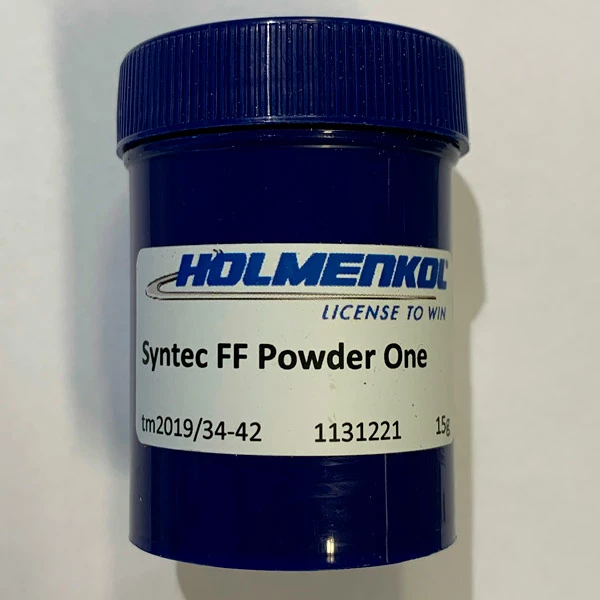 HOLMENKOL
LICENSE TO WIN
Syntec FF Powder One
tm2019/34-42 1131221 15g